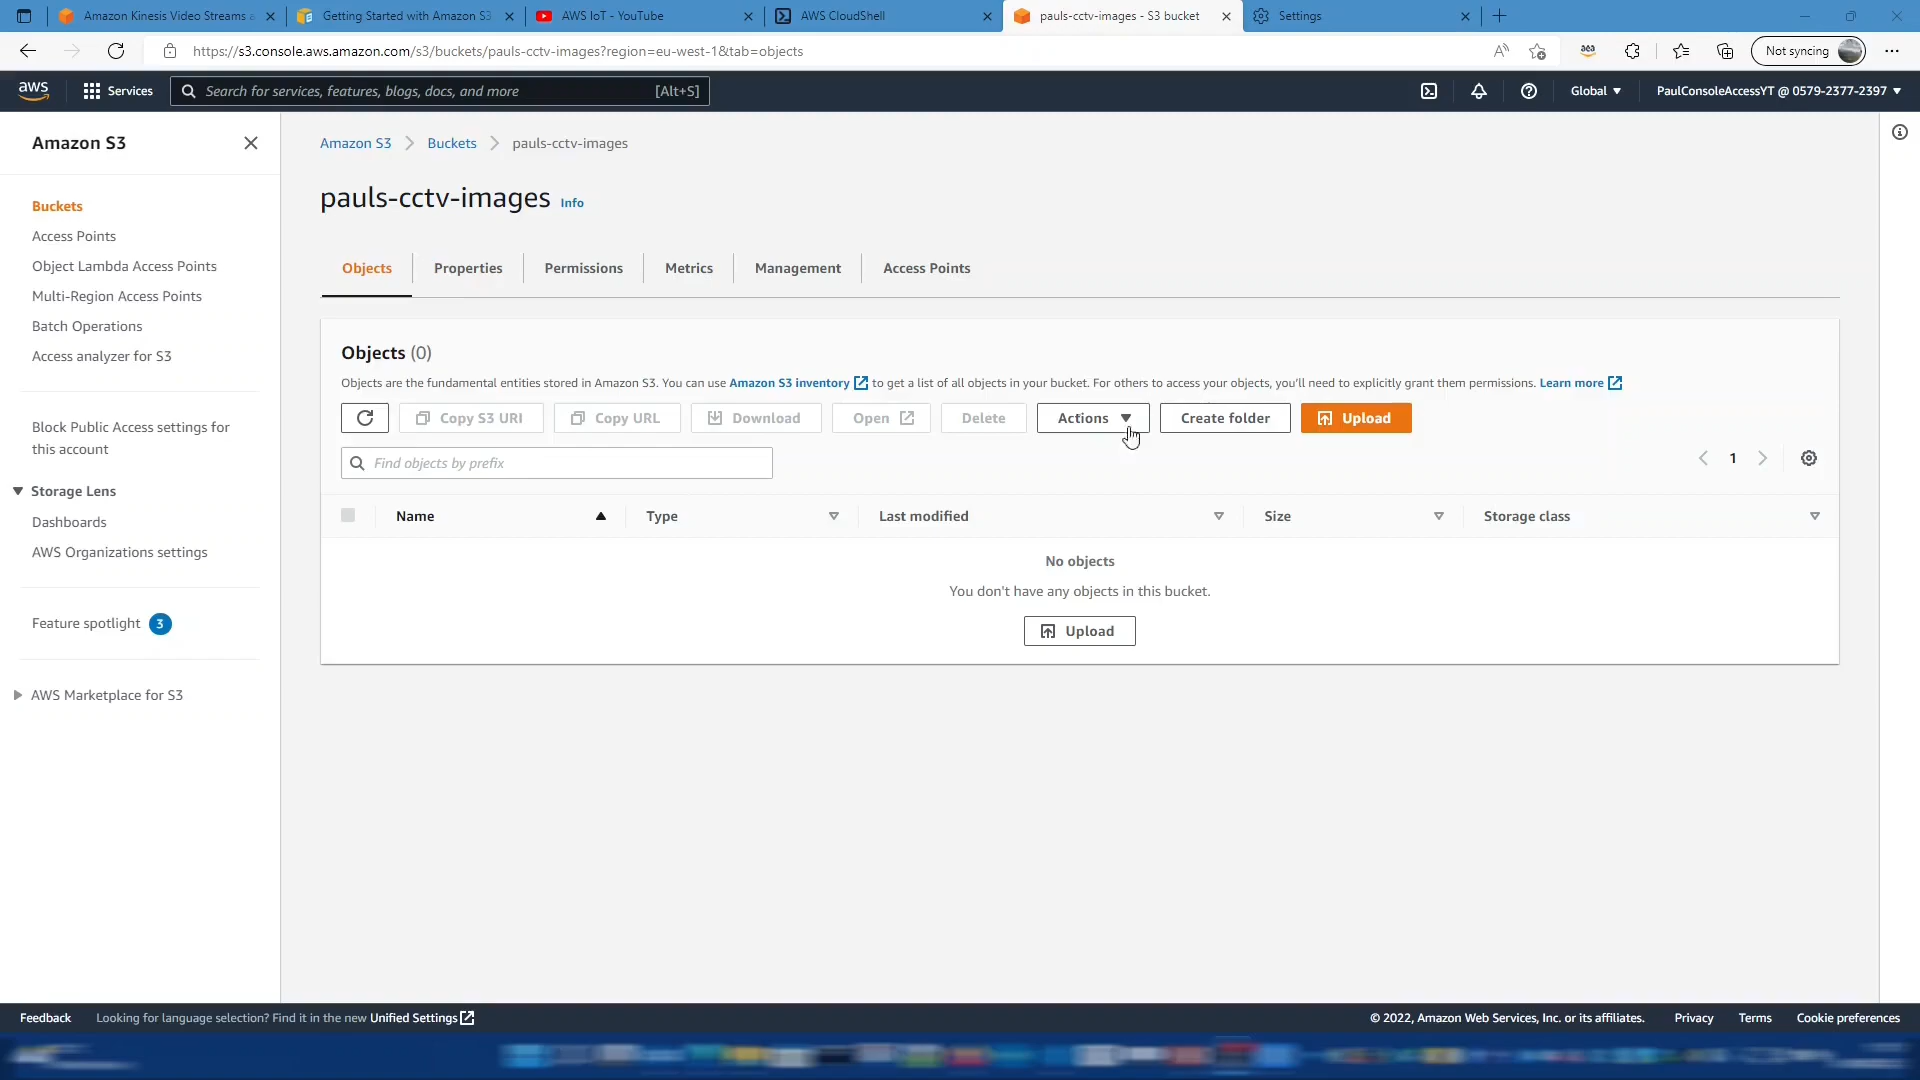 Amazon Kinesis Video Streams a
Getting Started with Amazon S3
AWS IoT - YouTube
AWS CloudShell
pauls-cctv-images - S3 bucket
Settings
https://s3.console.aws.amazon.com/s3/buckets/pauls-cctv-images?region=eu-west-1&tab=objects
Not syncing
aws
Services
Search for services, features, blogs, docs, and more
[Alt+S]
Global
PaulConsoleAccessYT @ 0579-2377-2397
Amazon S3
Buckets
Access Points
Object Lambda Access Points
Multi-Region Access Points
Batch Operations
Access analyzer for S3
Block Public Access settings for
this account
Storage Lens
Dashboards
AWS Organizations settings
Feature spotlight 3
AWS Marketplace for S3
Amazon S3 Buckets pauls-cctv-images
pauls-cctv-images Info
Objects
Properties
Permissions
Metrics
Management
Access Points
Objects (0)
Objects are the fundamental entities stored in Amazon S3. You can use Amazon S3 inventory to get a list of all objects in your bucket. For others to access your objects, you'll need to explicitly grant them permissions. Learn more
Copy S3 URI
Copy URL
Download
Open
Delete
Actions
Create folder
Upload
Find objects by prefix
1
Name
Type
Last modified
Size
Storage class
No objects
You don't have any objects in this bucket.
Upload
Feedback
Looking for language selection? Find it in the new Unified Settings
© 2022, Amazon Web Services, Inc. or its affiliates.
Privacy
Terms
Cookie preferences